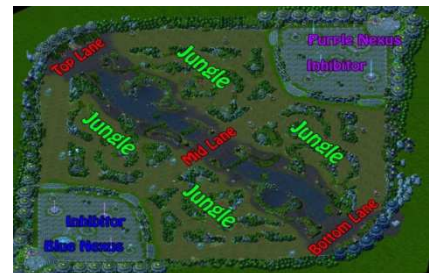 Purple Nexus
Inhibitor
Top Lane
Jungle
Jungle
Mid Lane
Jungle
Jungle
Bottom Lane
Inhibitor
Blue Nexus